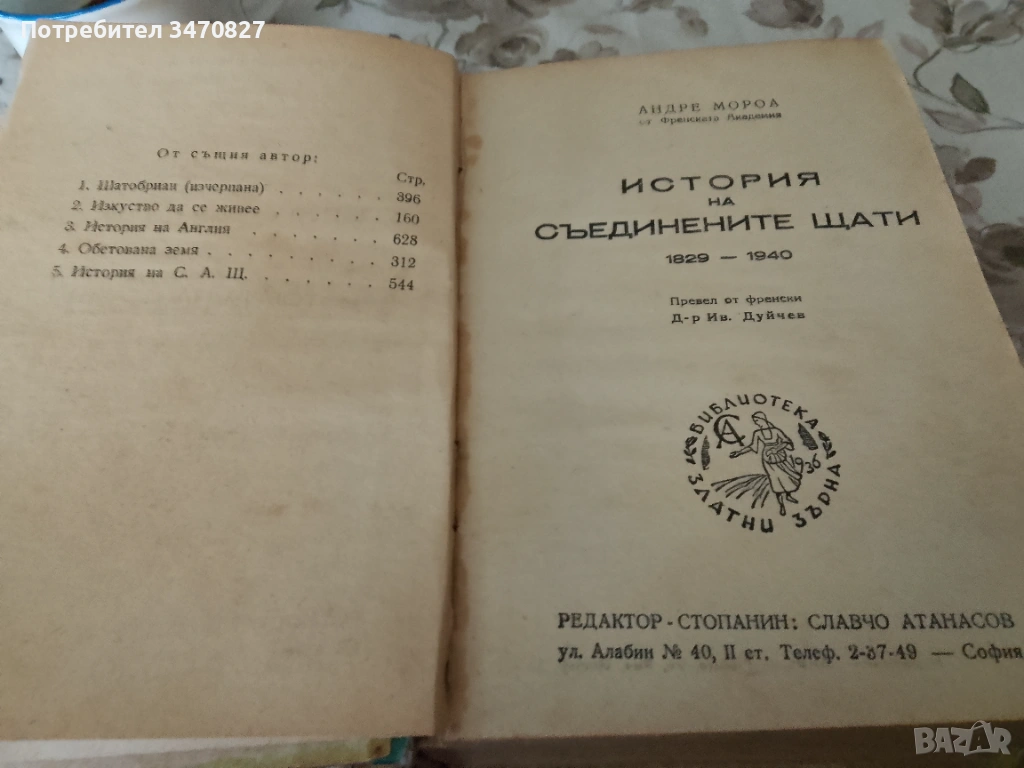 Потребител 3470827
От същия автор:
Стр.
1. Шатобриан (изчерпана) . . . . . . 396
2. Изкуство да се живее . . . . . . 160
3. История на Англия . . . . . . . 628
4. Обетована земя . . . . . . . . 312
5. История на С. А. Щ. . . . . . . 544
АНДРЕ МОРОА
от Френската Академия
ИСТОРИЯ
НА
СЪЕДИНЕНИТЕ ЩАТИ
1829 — 1940
Превел от френски
Д-р Ив. Дуйчев
БИБЛИОТЕКА
ЗЛАТНИ ЗЪРНА
РЕДАКТОР-СТОПАНИН: СЛАВЧО АТАНАСОВ
ул. Алабин № 40, II ет. Телеф. 2-37-49 — София
BAZAR